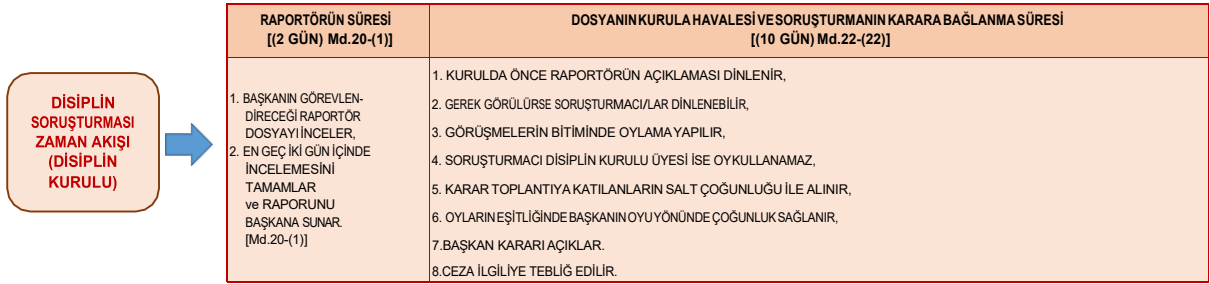 DİSİPLİN
SORUŞTURMASI
ZAMAN AKIŞI
(DİSİPLİN
KURULU)
RAPORTÖRÜN SÜRESİ
[(2 GÜN) Md.20-(1)]
1. BAŞKANIN GÖREVLEN-
DİRECEĞİ RAPORTÖR
DOSYAYI İNCELER,
2. EN GEÇ İKİ GÜN İÇİNDE
İNCELEMESİNİ
TAMAMLAR
ve RAPORUNU
BAŞKANA SUNAR.
[Md.20-(1)]
DOSYANIN KURULA HAVALESİ VE SORUŞTURMANIN KARARA BAĞLANMA SÜRESİ
[(10 GÜN) Md.22-(22)]
1. KURULDA ÖNCE RAPORTÖRÜN AÇIKLAMASI DİNLENİR,
2. GEREK GÖRÜLÜRSE SORUŞTURMACI/LAR DİNLENEBİLİR,
3. GÖRÜŞMELERİN BİTİMİNDE OYLAMA YAPILIR,
4. SORUŞTURMACI DİSİPLİN KURULU ÜYESİ İSE OY KULLANAMAZ,
5. KARAR TOPLANTIYA KATILANLARIN SALT ÇOĞUNLUĞU İLE ALINIR,
6. OYLARIN EŞİTLİĞİNDE BAŞKANIN OYU YÖNÜNDE ÇOĞUNLUK SAĞLANIR,
7.BAŞKAN KARARI AÇIKLAR.
8.CEZA İLGİLİYE TEBLİĞ EDİLİR.